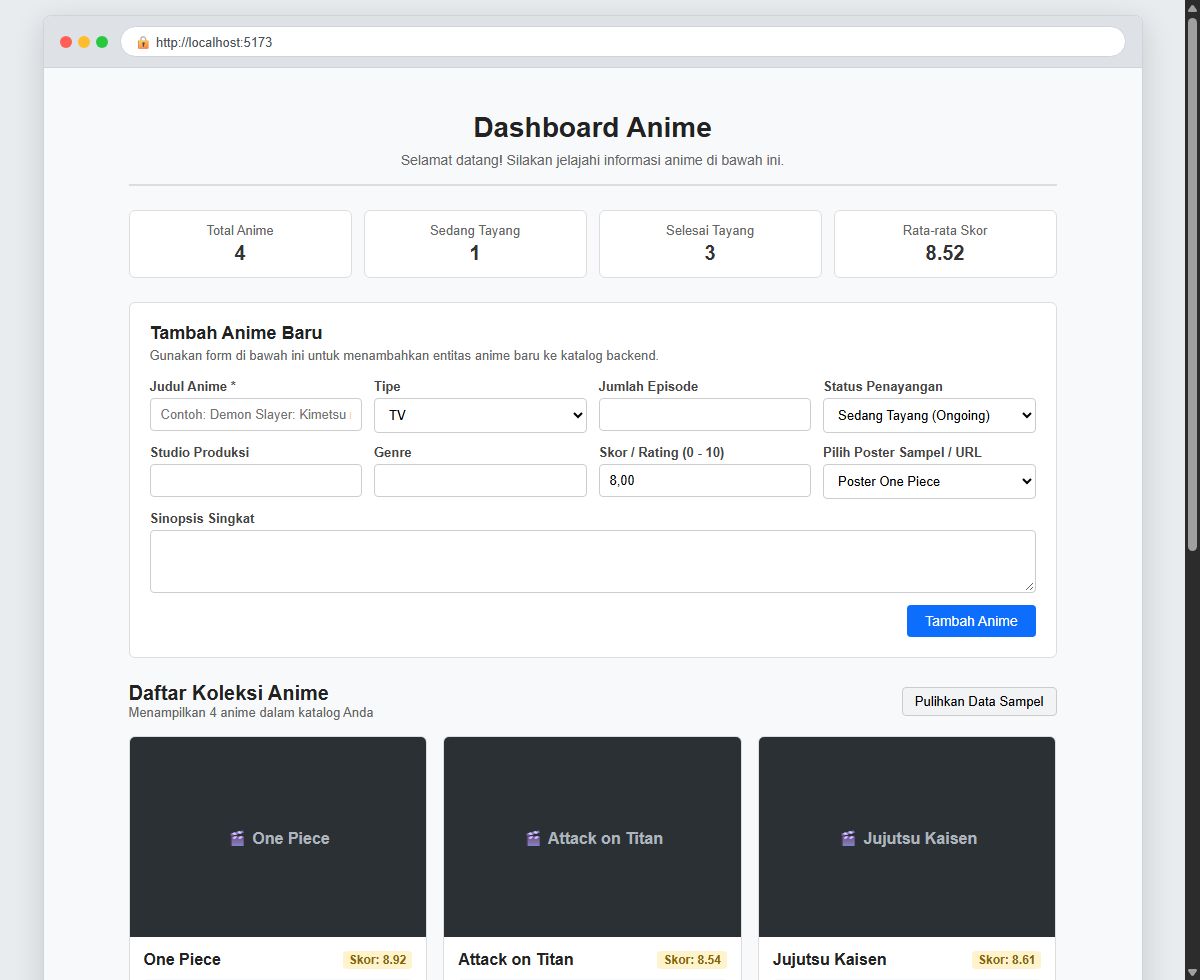 http://localhost:5173
Dashboard Anime
Selamat datang! Silakan jelajahi informasi anime di bawah ini.
Total Anime
4
Sedang Tayang
1
Selesai Tayang
3
Rata-rata Skor
8.52
Tambah Anime Baru
Gunakan form di bawah ini untuk menambahkan entitas anime baru ke katalog backend.
Judul Anime *
Contoh: Demon Slayer: Kimetsu
Tipe
TV
Jumlah Episode
Status Penayangan
Sedang Tayang (Ongoing)
Studio Produksi
Genre
Skor / Rating (0 - 10)
8,00
Pilih Poster Sampel / URL
Poster One Piece
Sinopsis Singkat
Tambah Anime
Daftar Koleksi Anime
Menampilkan 4 anime dalam katalog Anda
Pulihkan Data Sampel
One Piece
Attack on Titan
Jujutsu Kaisen
One Piece
Skor: 8.92
Attack on Titan
Skor: 8.54
Jujutsu Kaisen
Skor: 8.61